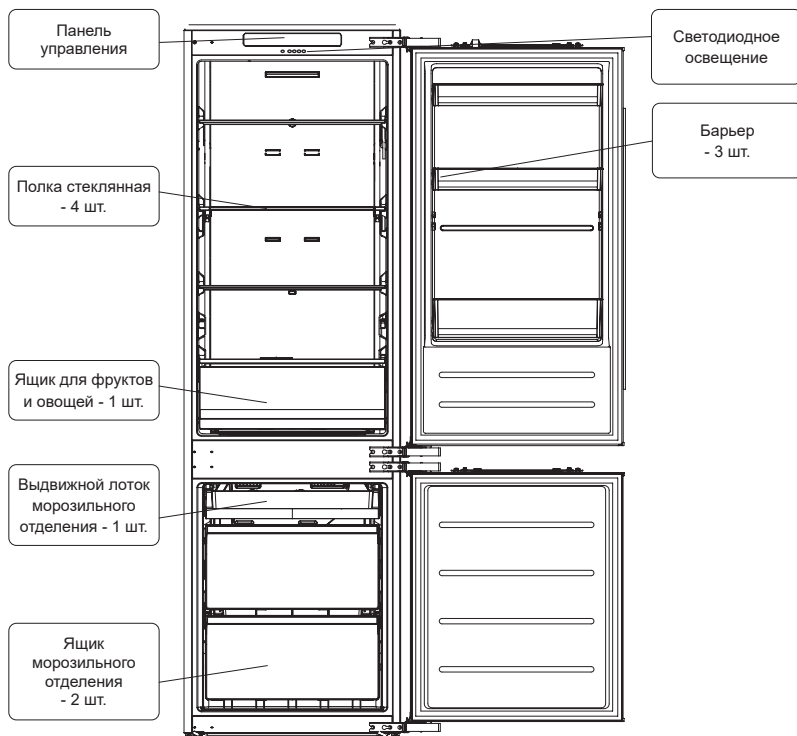 Панель
управления
Светодиодное
освещение
Барьер
- 3 шт.
Полка стеклянная
- 4 шт.
Ящик для фруктов
и овощей - 1 шт.
Выдвижной лоток
морозильного
отделения - 1 шт.
Ящик
морозильного
отделения
- 2 шт.